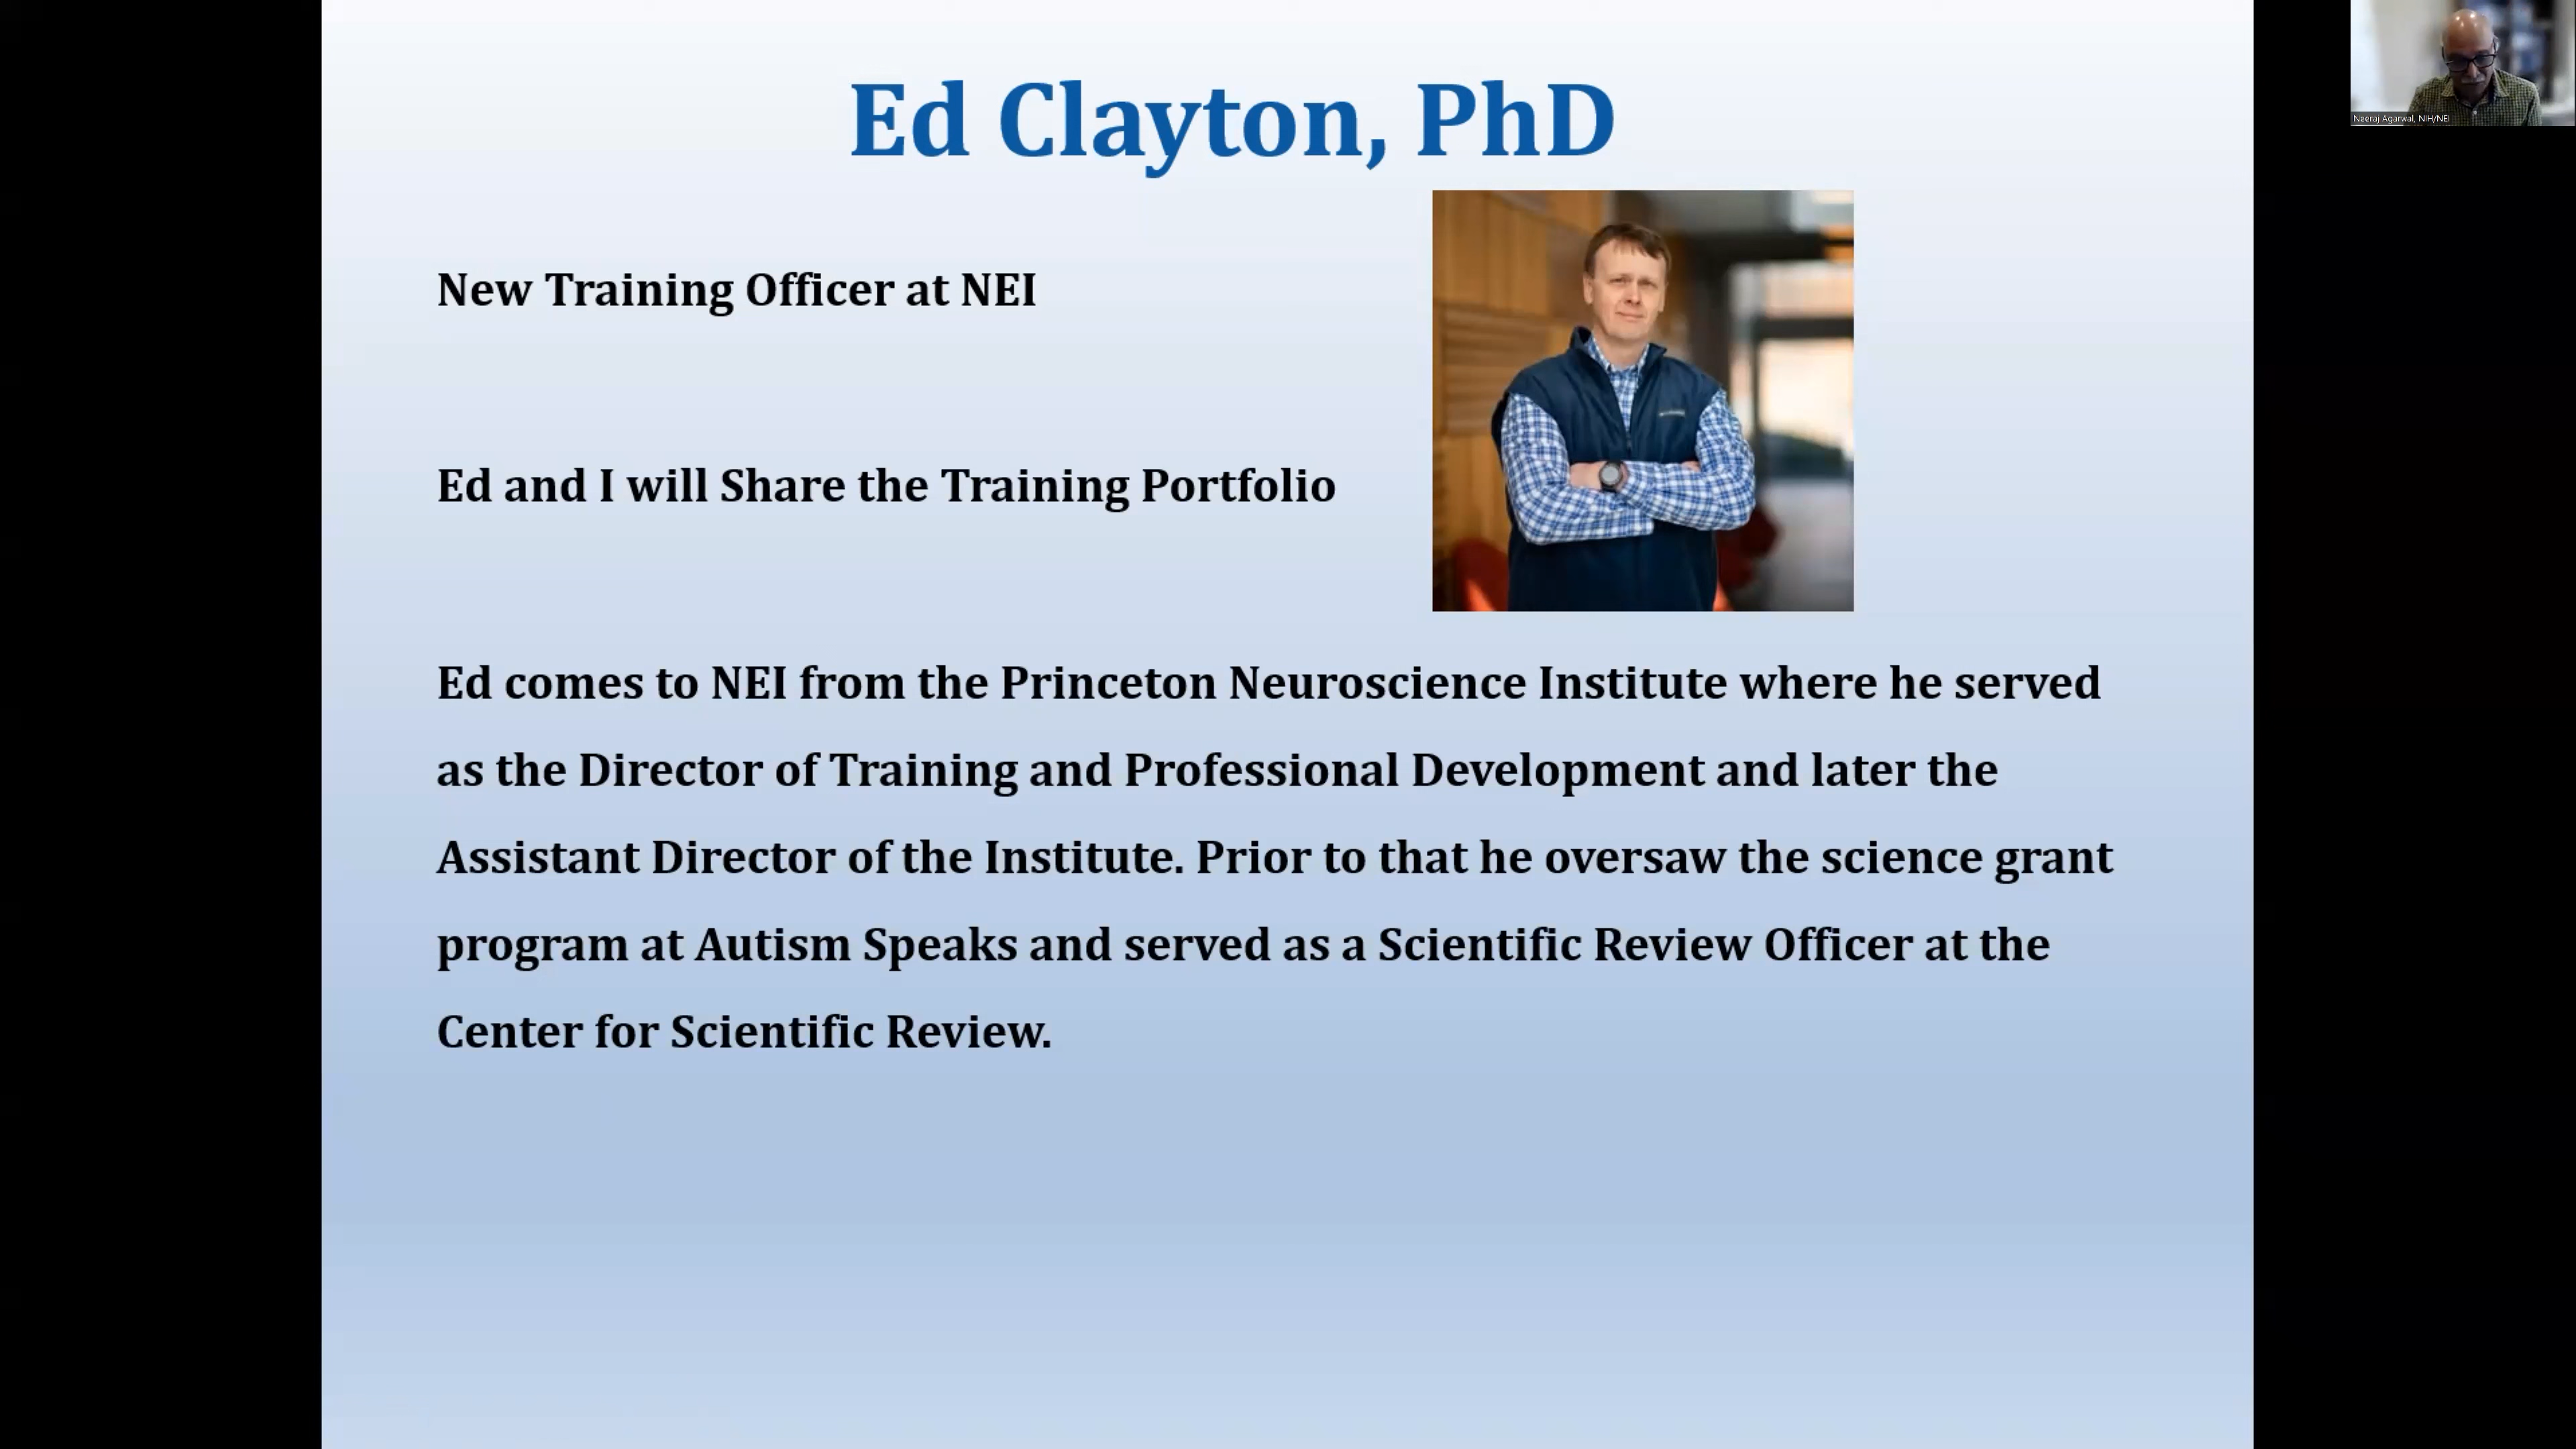 Ed Clayton, PhD
Neeraj Agarwal, NIH/NEI
New Training Officer at NEI
Ed and I will Share the Training Portfolio
Ed comes to NEI from the Princeton Neuroscience Institute where he served
as the Director of Training and Professional Development and later the
Assistant Director of the Institute. Prior to that he oversaw the science grant
program at Autism Speaks and served as a Scientific Review Officer at the
Center for Scientific Review.